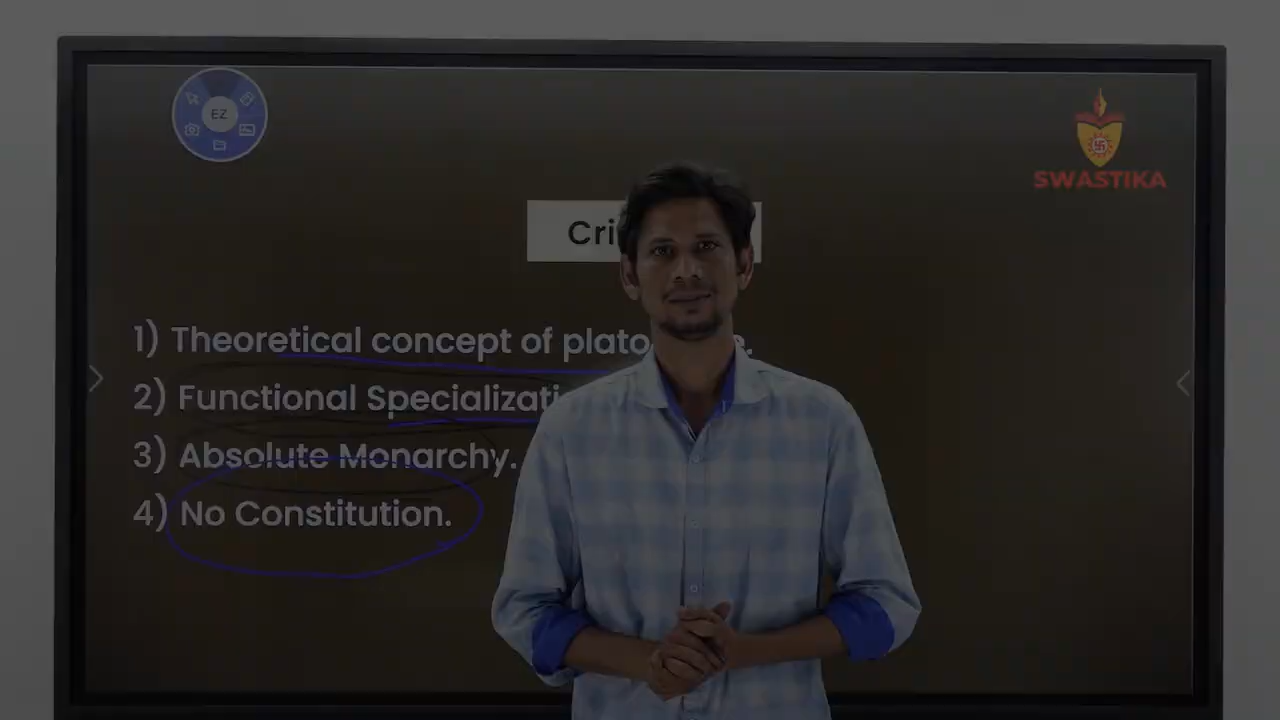 EZ
SWASTIKA
Cri
1) Theoretical concept of plato
2) Functional Specializati
3) Absolute Monarchy.
4) No Constitution.